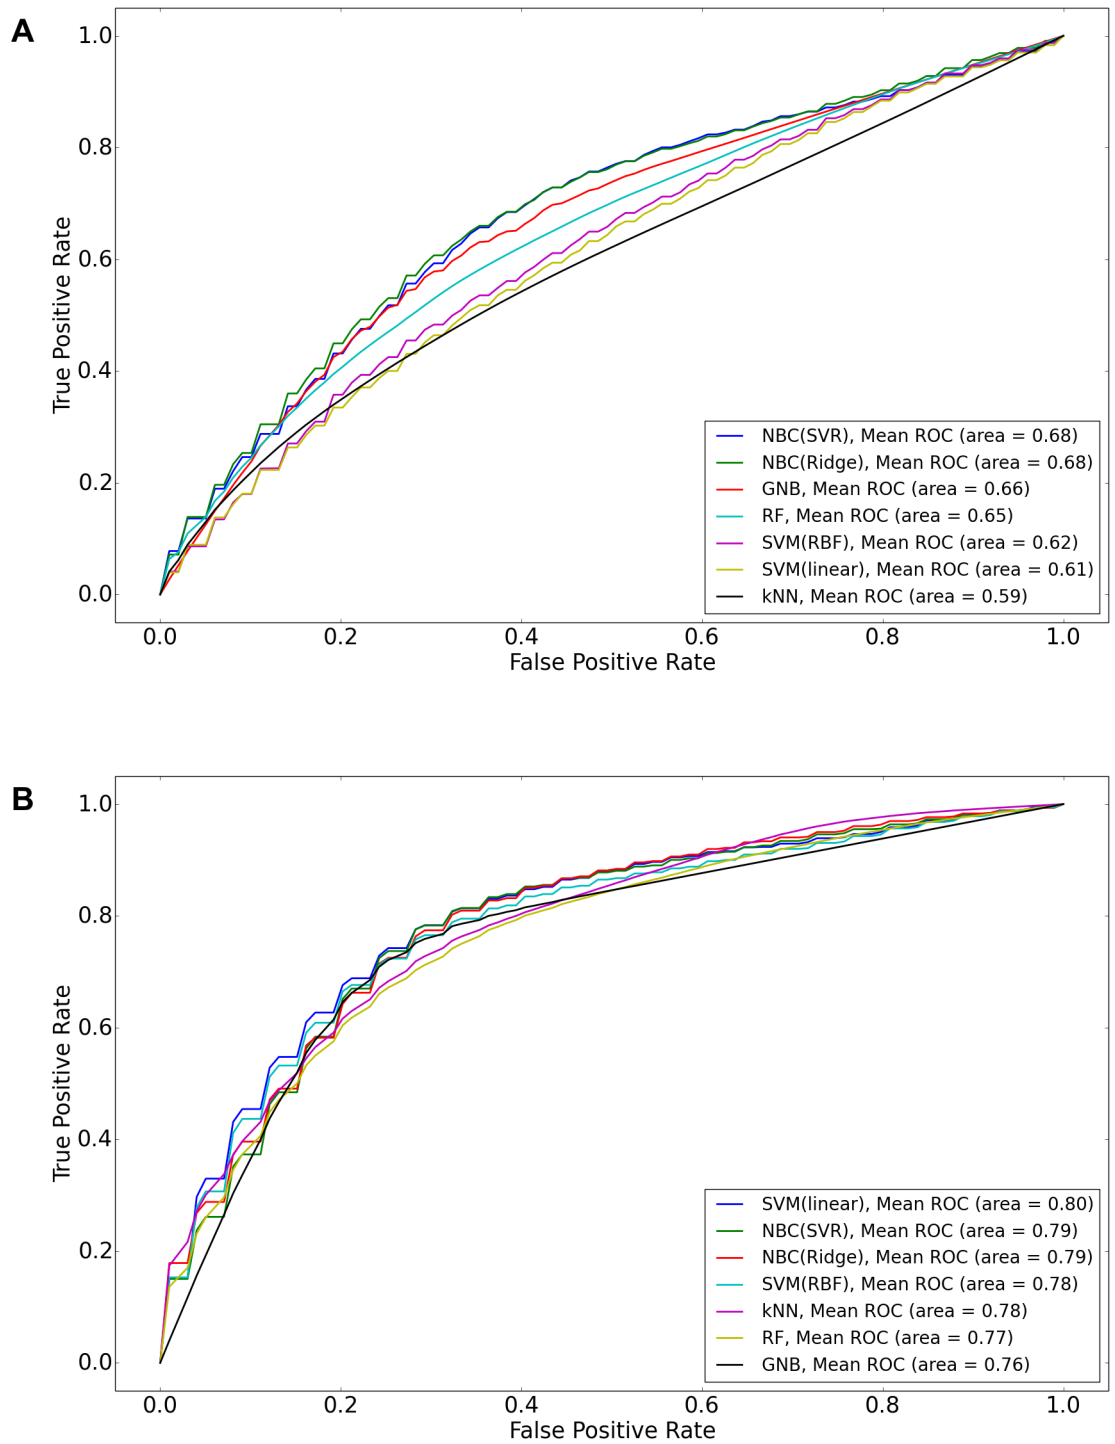 A
1.0
0.8
0.6
0.4
0.2
0.0
True Positive Rate
NBC(SVR), Mean ROC (area = 0.68)
NBC(Ridge), Mean ROC (area = 0.68)
GNB, Mean ROC (area = 0.66)
RF, Mean ROC (area = 0.65)
SVM(RBF), Mean ROC (area = 0.62)
SVM(linear), Mean ROC (area = 0.61)
kNN, Mean ROC (area = 0.59)
0.0 0.2 0.4 0.6 0.8 1.0
False Positive Rate
B
1.0
0.8
0.6
0.4
0.2
0.0
True Positive Rate
SVM(linear), Mean ROC (area = 0.80)
NBC(SVR), Mean ROC (area = 0.79)
NBC(Ridge), Mean ROC (area = 0.79)
SVM(RBF), Mean ROC (area = 0.78)
kNN, Mean ROC (area = 0.78)
RF, Mean ROC (area = 0.77)
GNB, Mean ROC (area = 0.76)
0.0 0.2 0.4 0.6 0.8 1.0
False Positive Rate